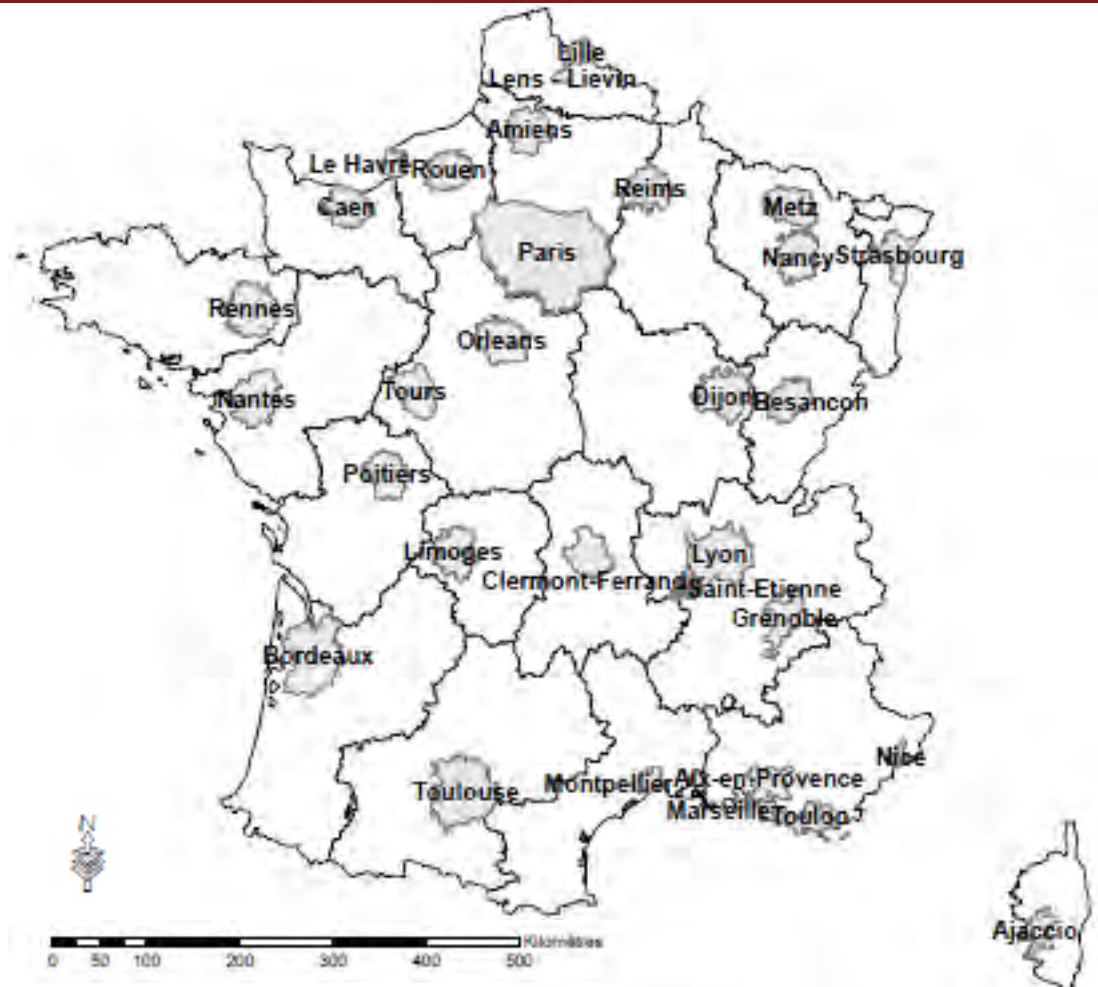 Lille
Lens - Lievin
Amiens
Le Havre
Rouen
Reims
Caen
Metz
Paris
Nancy
Strasbourg
Rennes
Orleans
Nantes
Tours
Dijon
Besancon
Poitiers
Limoges
Lyon
Clermont-Ferrand
Saint-Etienne
Grenoble
Bordeaux
Nice
Toulouse
Montpellier
Aix-en-Provence
Marseille
Toulon
N
Ajaccio
Kilomètres
0 50 100 200 300 400 500